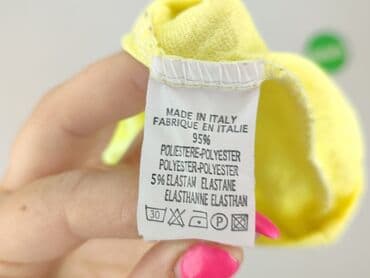 MADE IN ITALY
FABRIQUE EN ITALIE
95%
POLIESTERE-POLYESTER
POLYESTER-POLYESTER
5% ELASTAN ELASTANE
ELASTHANNE ELASTHAN
30